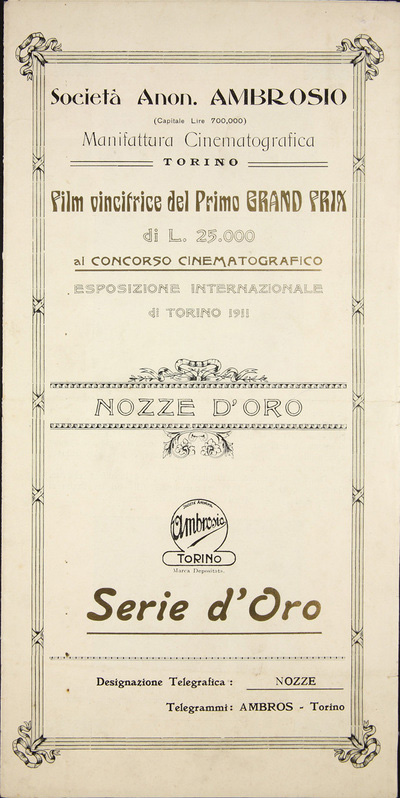 Società Anon. AMBROSIO
(Capitale Lire 700,000)
Manifattura Cinematografica
TORINO
Film vincitrice del Primo GRAND PRIX
di L. 25.000
al CONCORSO CINEMATOGRAFICO
ESPOSIZIONE INTERNAZIONALE
di TORINO 1911
NOZZE D'ORO
SOCIETÀ ANONIMA
Ambrosio
TORINO
Marca Depositata.
Serie d'Oro
Designazione Telegrafica: NOZZE
Telegrammi: AMBROS - Torino